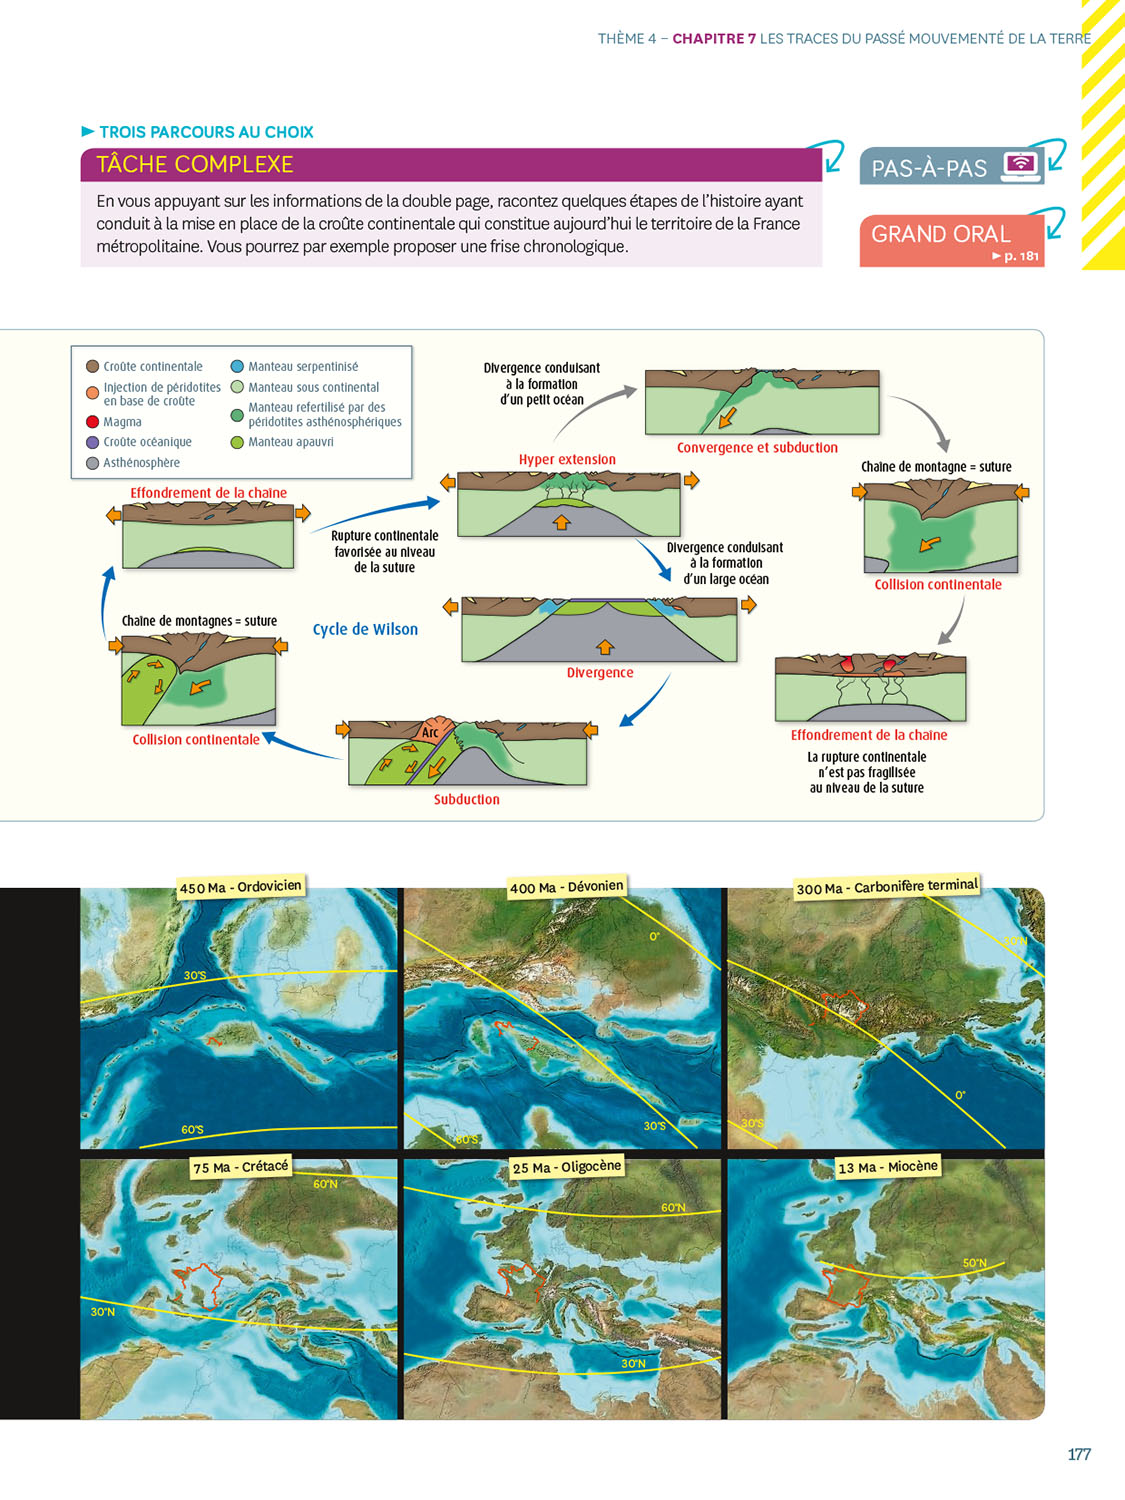 THÈME 4 – CHAPITRE 7 LES TRACES DU PASSÉ MOUVEMENTÉ DE LA TERRE
► TROIS PARCOURS AU CHOIX
TÂCHE COMPLEXE
En vous appuyant sur les informations de la double page, racontez quelques étapes de l'histoire ayant
conduit à la mise en place de la croûte continentale qui constitue aujourd'hui le territoire de la France
métropolitaine. Vous pourrez par exemple proposer une frise chronologique.
PAS-À-PAS
GRAND ORAL
► p. 181
Croûte continentale
Injection de péridotites
en base de croûte
Magma
Croûte océanique
Asthénosphère
Manteau serpentinisé
Manteau sous continental
Manteau refertilisé par des
péridotites asthénosphériques
Manteau apauvri
Divergence conduisant
à la formation
d'un petit océan
Convergence et subduction
Hyper extension
Chaîne de montagne = suture
Effondrement de la chaîne
Rupture continentale
favorisée au niveau
de la suture
Divergence conduisant
à la formation
d'un large océan
Collision continentale
Chaîne de montagnes = suture
Cycle de Wilson
Divergence
Arc
Collision continentale
Effondrement de la chaîne
La rupture continentale
n'est pas fragilisée
au niveau de la suture
Subduction
450 Ma - Ordovicien
30°S
60°S
400 Ma - Dévonien
0°
30°S
60°S
300 Ma - Carbonifère terminal
30°N
0°
30°S
75 Ma - Crétacé
60°N
30°N
25 Ma - Oligocène
60°N
30°N
13 Ma - Miocène
50°N
177